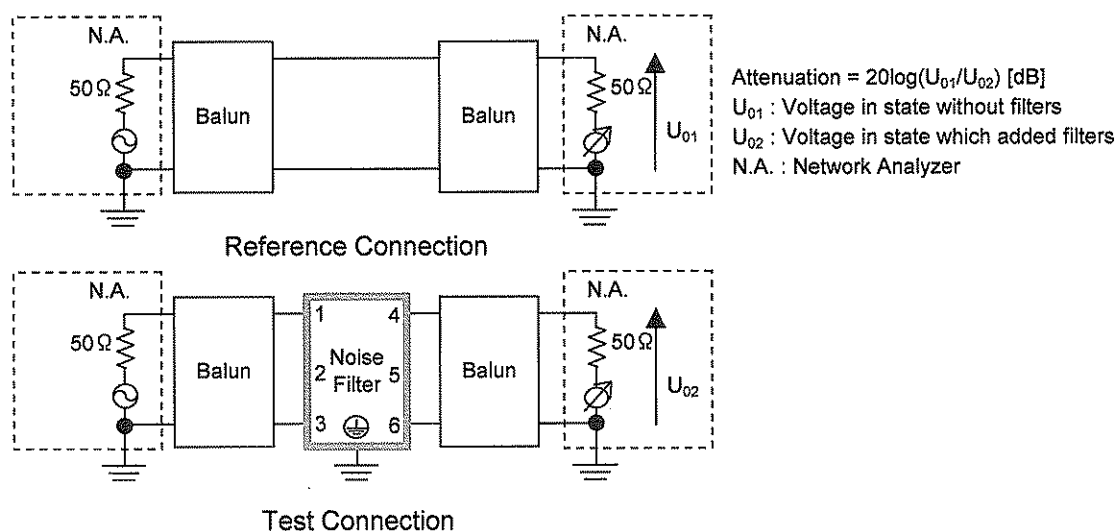 N.A.
50Ω
Balun
Balun
N.A.
50Ω
U01
Attenuation = 20log(U01/U02) [dB]
U01 : Voltage in state without filters
U02 : Voltage in state which added filters
N.A. : Network Analyzer
Reference Connection
N.A.
50Ω
Balun
1 4
2 Noise Filter 5
3 6
Balun
N.A.
50Ω
U02
Test Connection